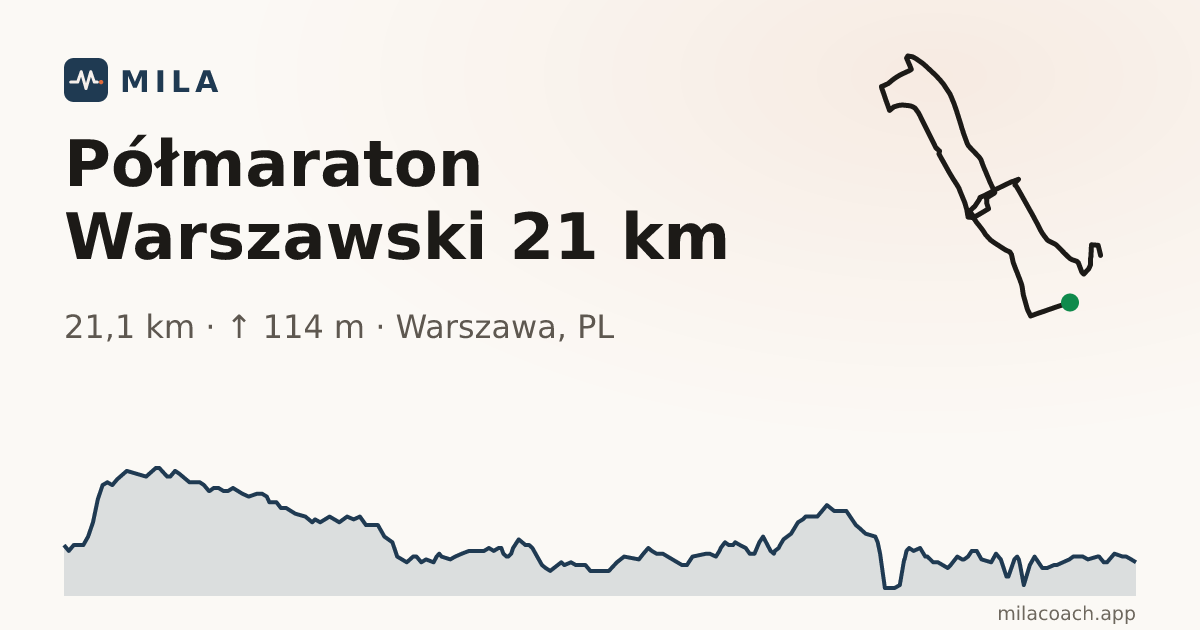 MILA
Półmaraton
Warszawski 21 km
21,1 km · ↑ 114 m · Warszawa, PL
milacoach.app